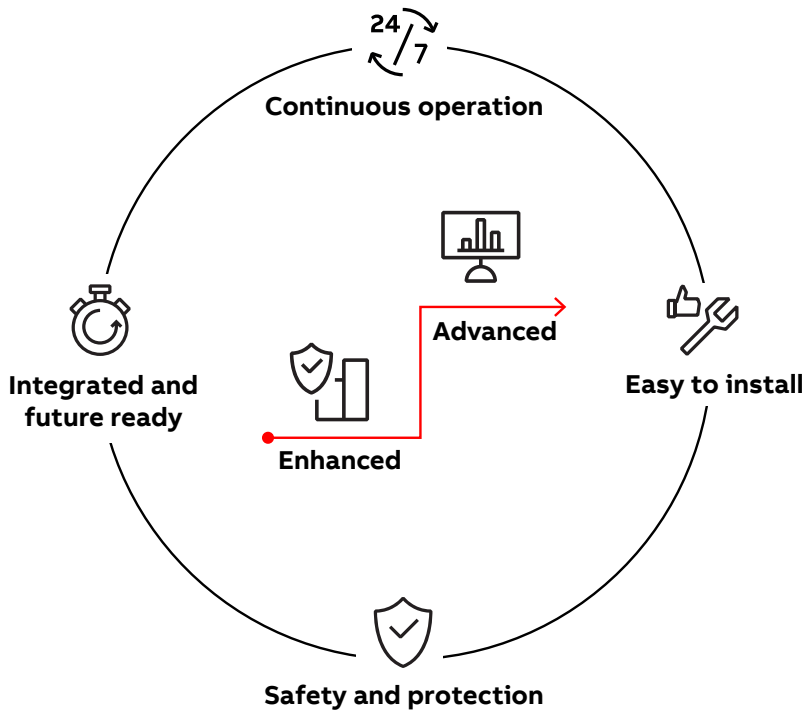 24/7
Continuous operation
Advanced
Integrated and
future ready
Easy to install
Enhanced
Safety and protection